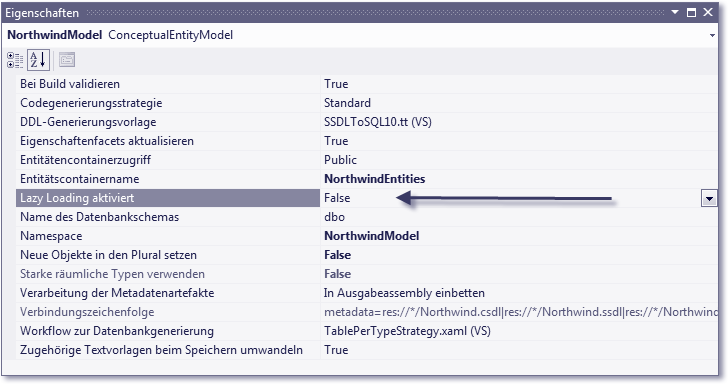 Eigenschaften
NorthwindModel ConceptualEntityModel
Bei Build validieren True
Codegenerierungsstrategie Standard
DDL-Generierungsvorlage SSDLToSQL10.tt (VS)
Eigenschaftenfacets aktualisieren True
Entitätencontainerzugriff Public
Entitätscontainername NorthwindEntities
Lazy Loading aktiviert False
Name des Datenbankschemas dbo
Namespace NorthwindModel
Neue Objekte in den Plural setzen False
Starke räumliche Typen verwenden False
Verarbeitung der Metadatenartefakte In Ausgabeassembly einbetten
Verbindungszeichenfolge metadata=res://*/Northwind.csdl|res://*/Northwind.ssdl|res://*/Northwind
Workflow zur Datenbankgenerierung TablePerTypeStrategy.xaml (VS)
Zugehörige Textvorlagen beim Speichern umwandeln True